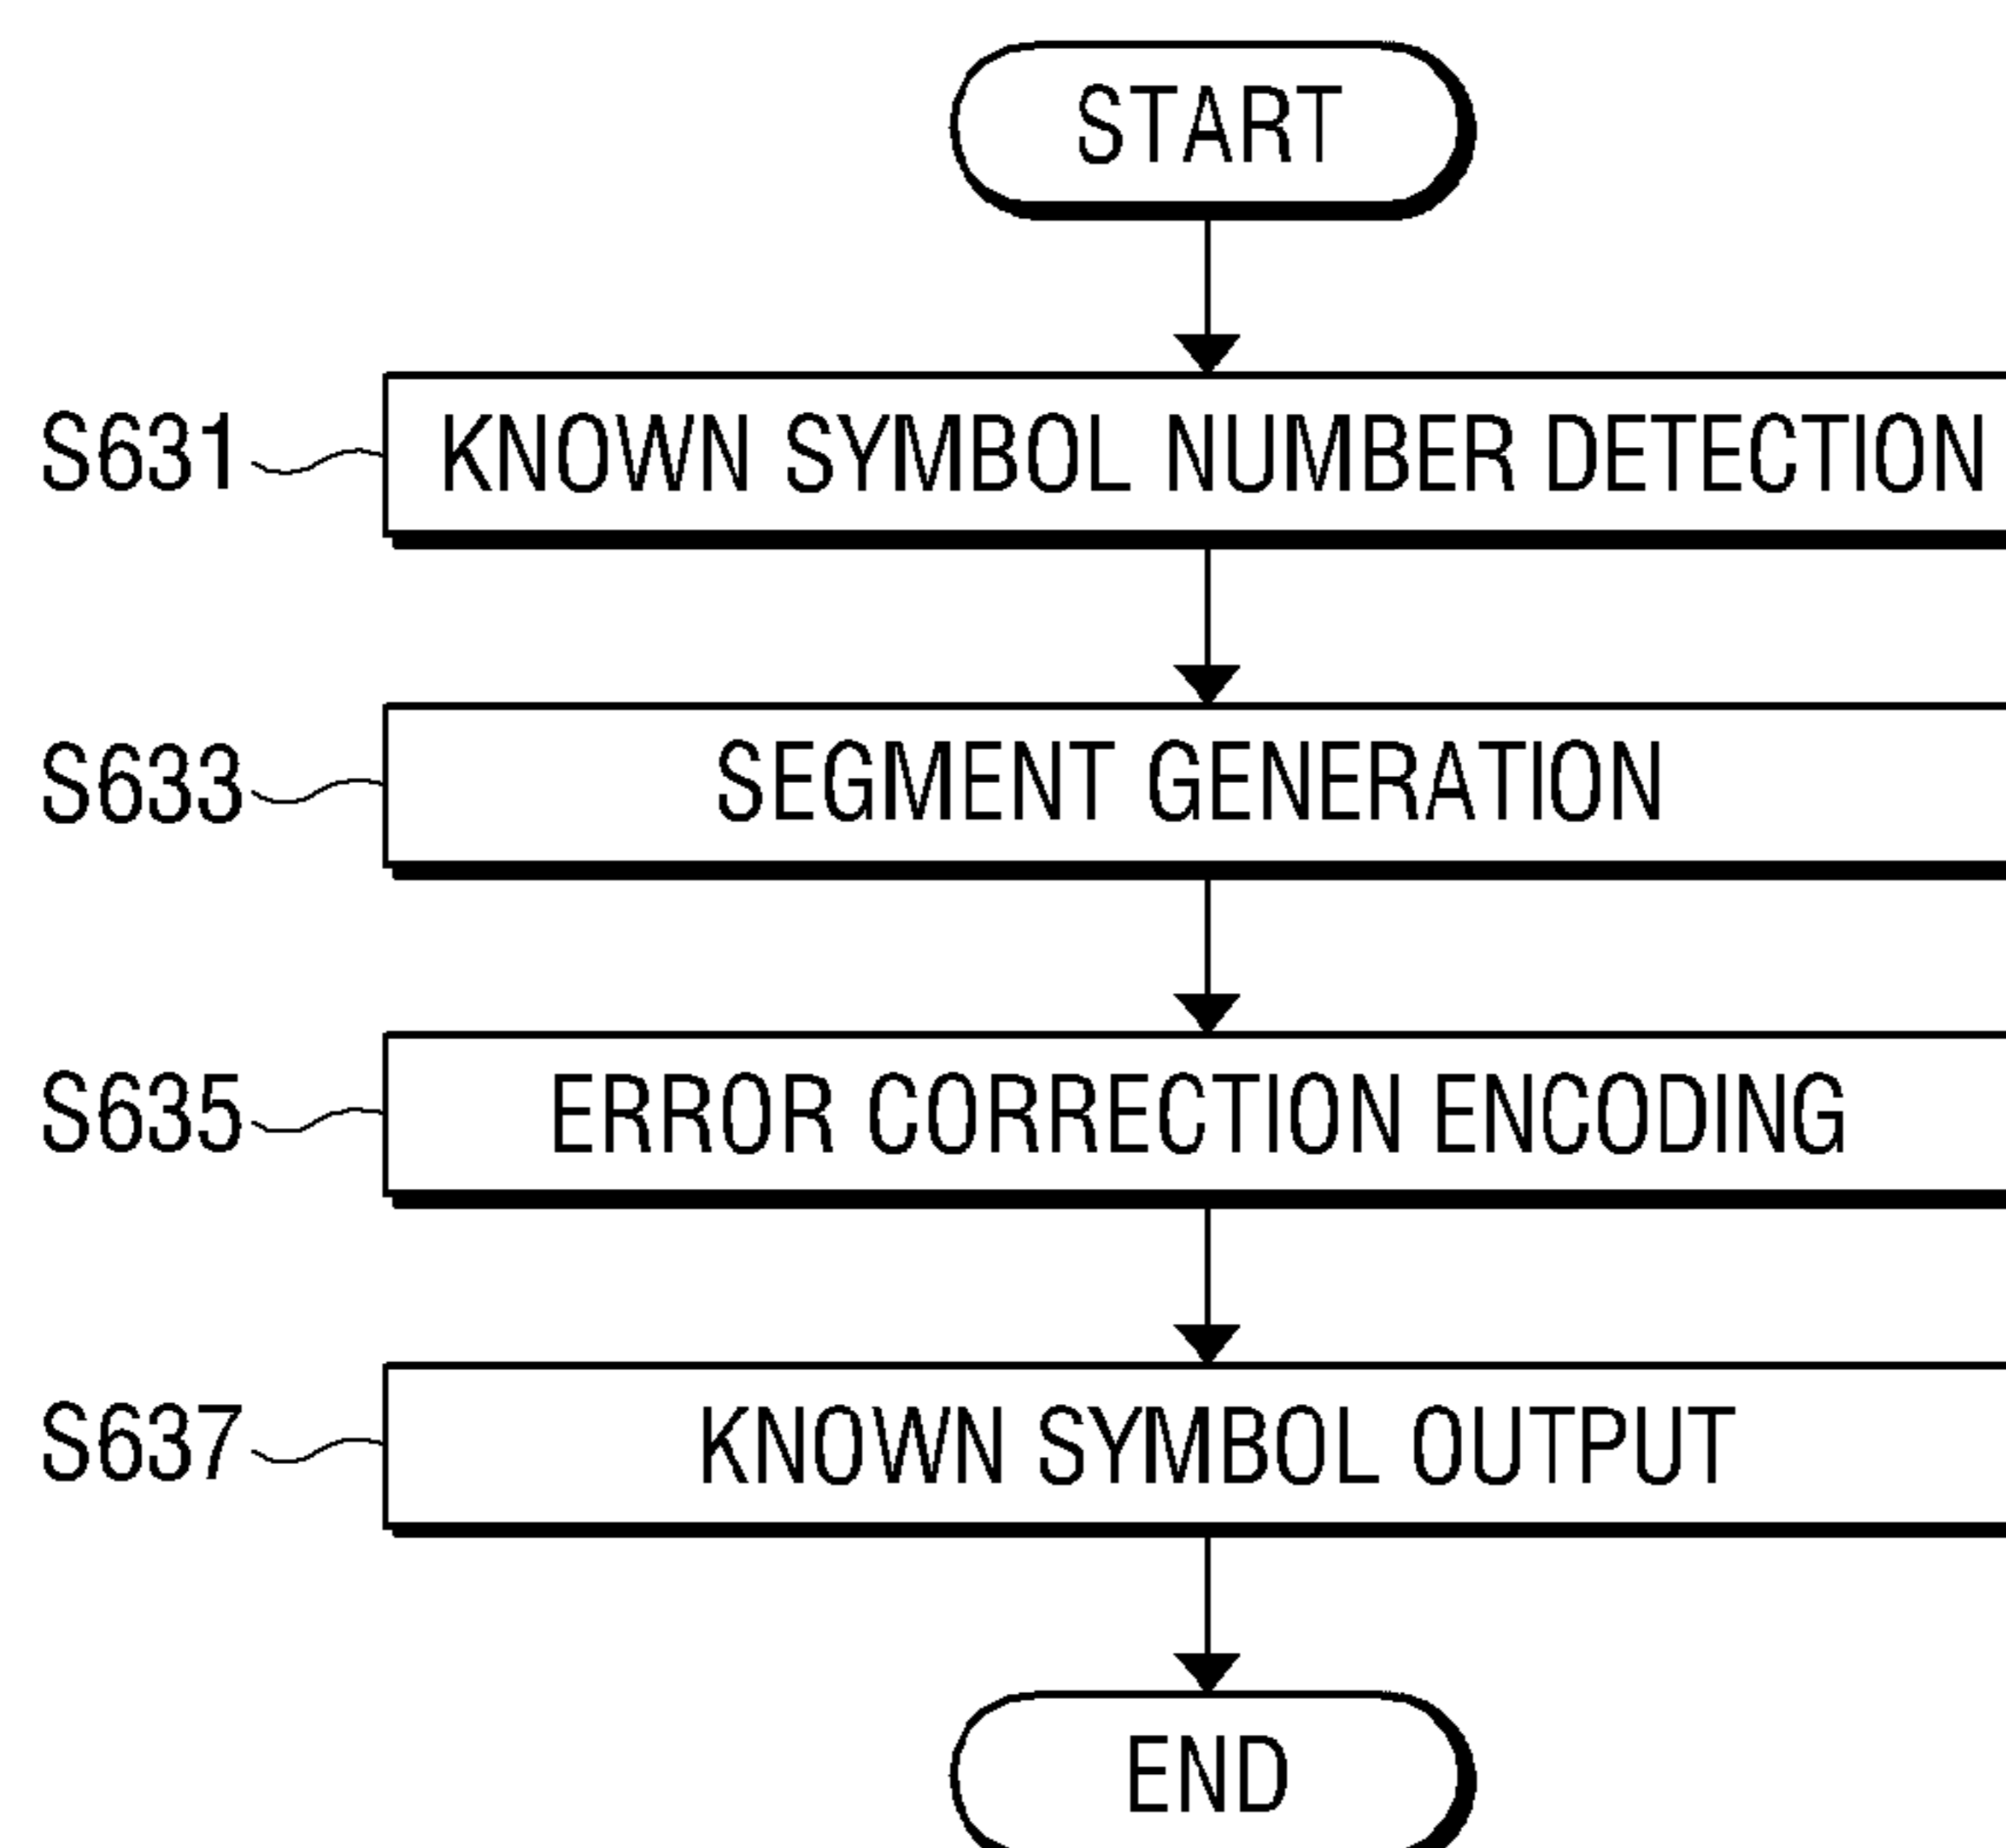 START
S631 KNOWN SYMBOL NUMBER DETECTION
S633 SEGMENT GENERATION
S635 ERROR CORRECTION ENCODING
S637 KNOWN SYMBOL OUTPUT
END